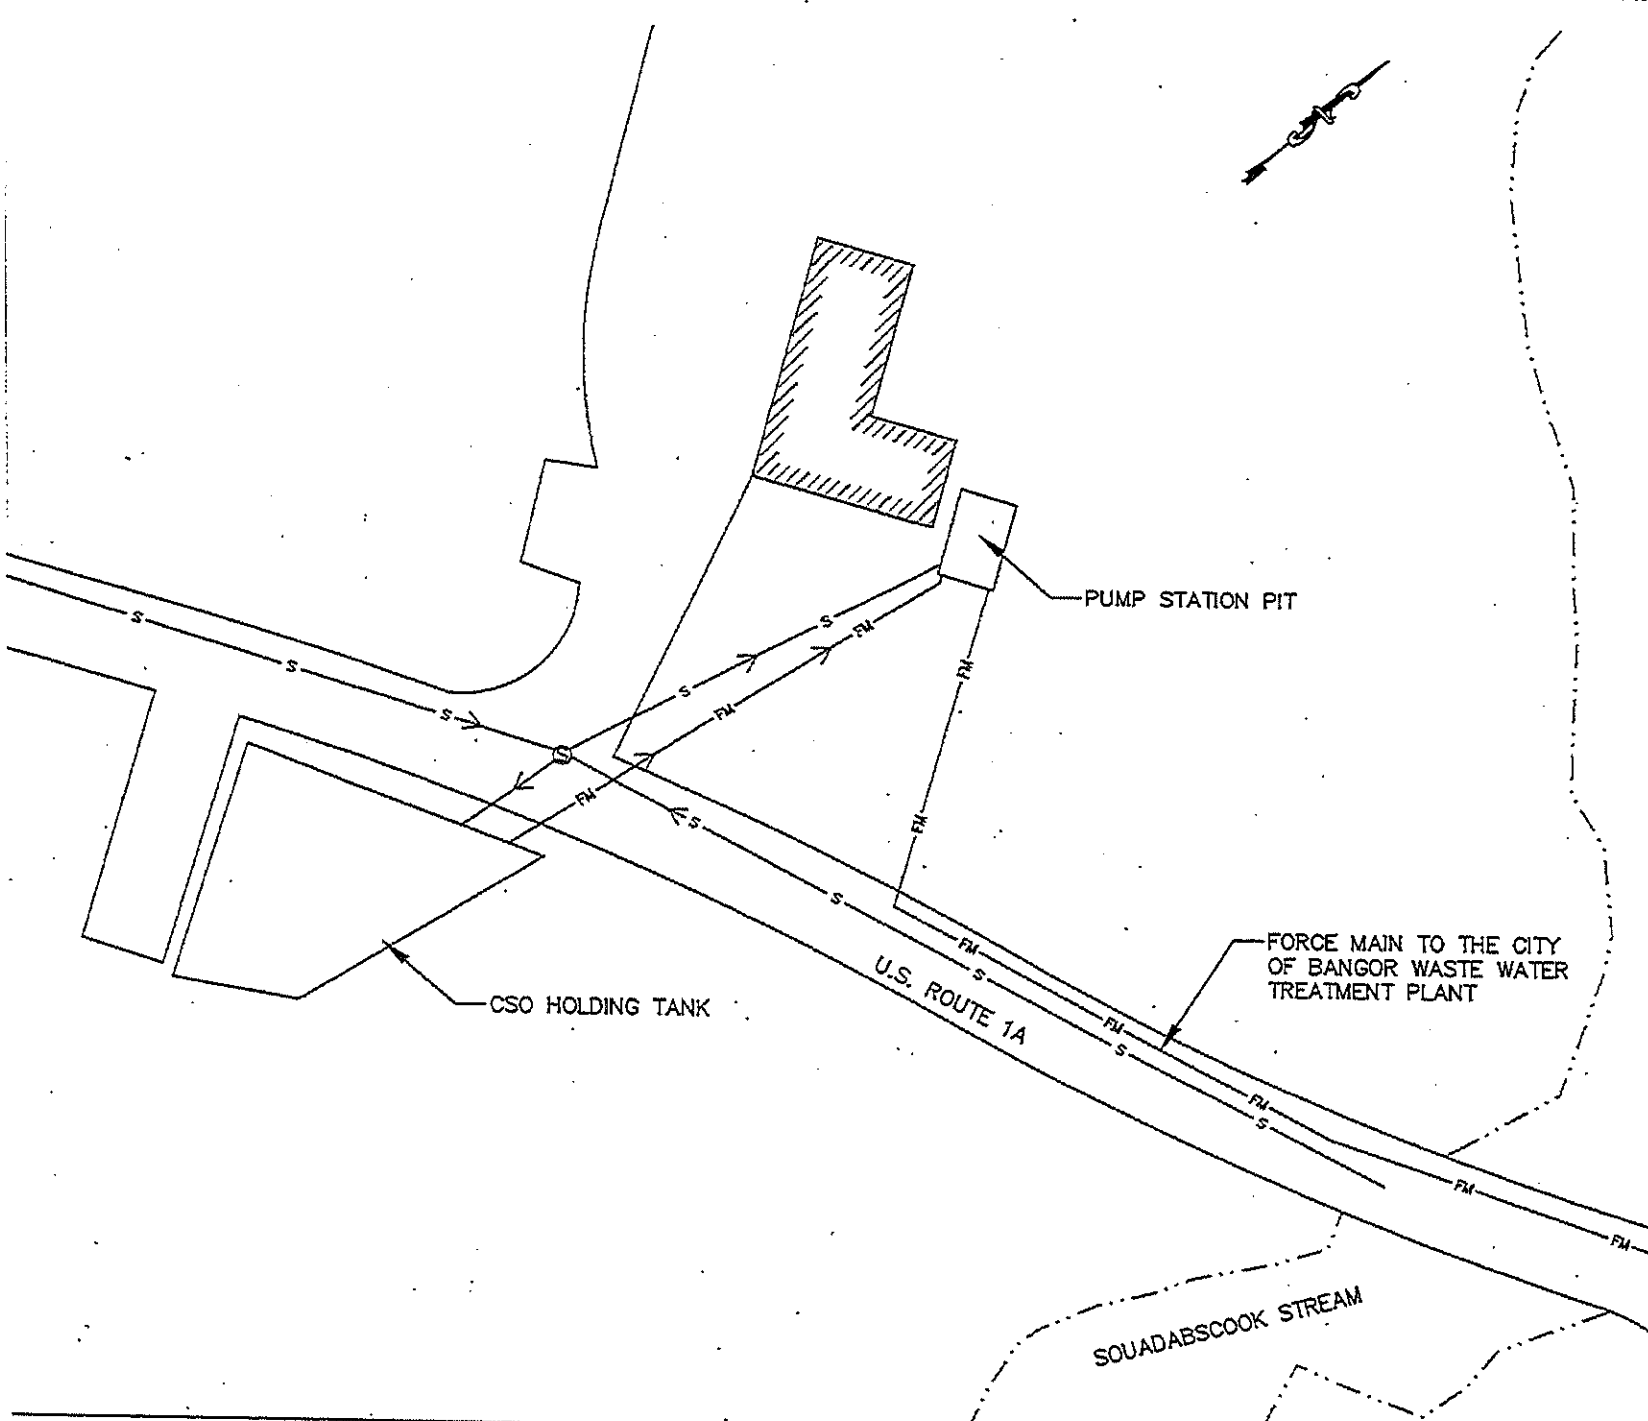 S
S
S
S
S
S
S
S
S
S
S
FM
FM
FM
FM
FM
FM
FM
FM
FM
FM
PUMP STATION PIT
FORCE MAIN TO THE CITY
OF BANGOR WASTE WATER
TREATMENT PLANT
U.S. ROUTE 1A
CSO HOLDING TANK
SOUADABSCOOK STREAM